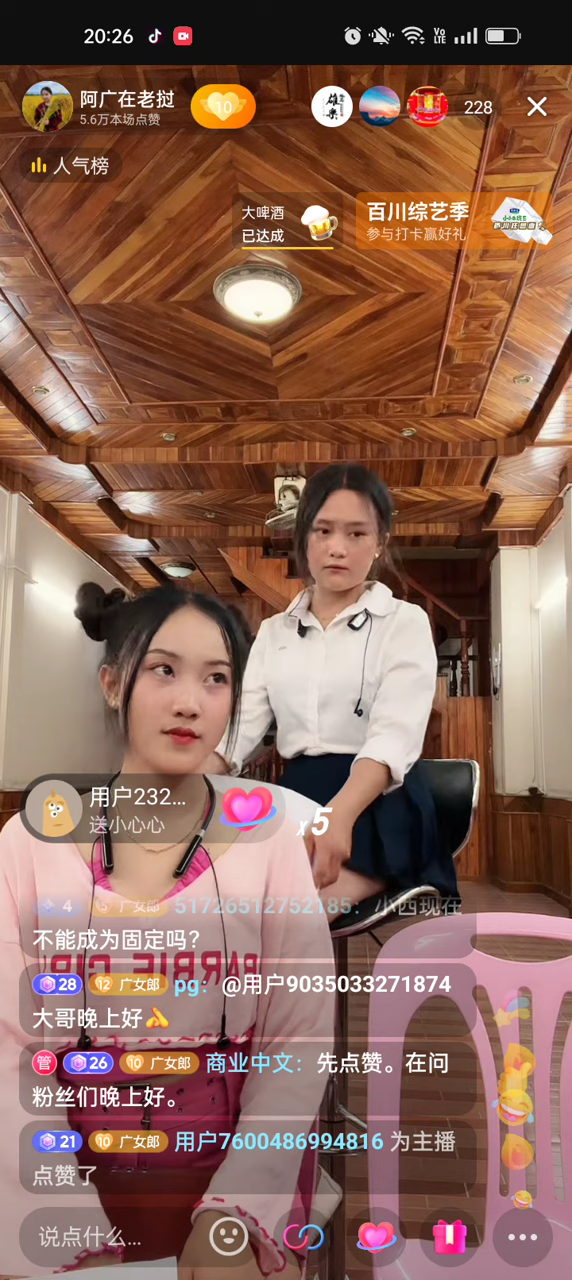 20:26
VO
LTE
阿广在老挝
5.6万本场点赞
10
雄樂
228
人气榜
大啤酒
已达成
百川综艺季
参与打卡赢好礼
用户232...
送小心心
x5
4 5 广女郎 51726512752185：小西现在
不能成为固定吗？
BARBIE GIRL
28 12 广女郎 pg：@用户9035033271874
大哥晚上好🙏
管 26 10 广女郎 商业中文：先点赞。在问
粉丝们晚上好。
21 10 广女郎 用户7600486994816 为主播
点赞了
说点什么...